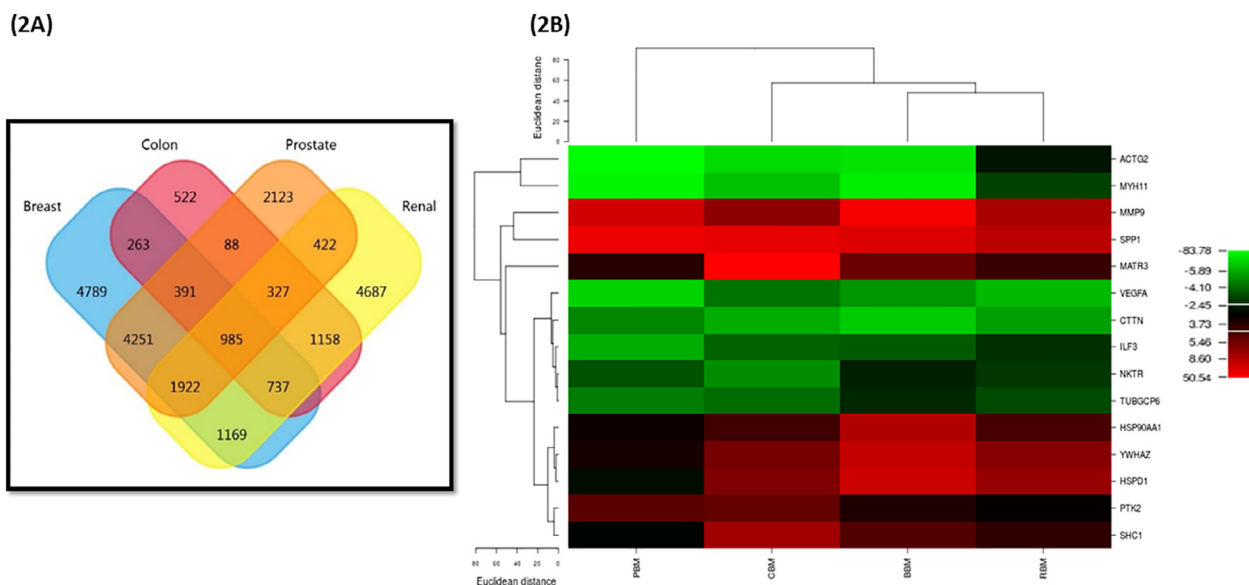 (2A)
(2B)
Colon
Prostate
Breast
Renal
522
2123
263
88
422
4789
391
327
4687
4251
985
1158
1922
737
1169
Euclidean distanc
80
60
40
20
0
ACTG2
MYH11
MMP9
SPP1
MATR3
VEGFA
CTTN
ILF3
NKTR
TUBGCP6
HSP90AA1
YWHAZ
HSPD1
PTK2
SHC1
-83.78
-5.89
-4.10
-2.45
3.73
5.46
8.60
50.54
80 60 40 20 0
Euclidean distance
PBM
CBM
BBM
RBM